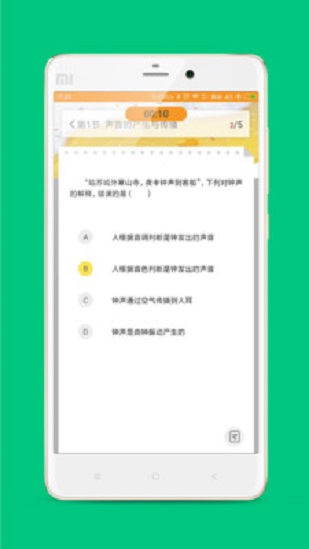 00:10
第1节 声音的产生与传播
1/5
“姑苏城外寒山寺，夜半钟声到客船”，下列对钟声
的解释，错误的是（ ）
A 人根据音调判断是钟发出的声音
B 人根据音色判断是钟发出的声音
C 钟声通过空气传播到人耳
D 钟声是由钟振动产生的